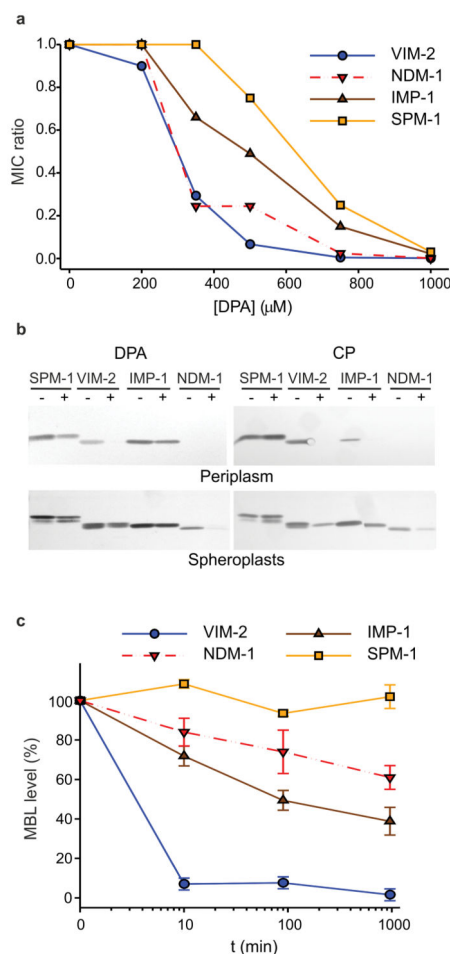 a
1.0
0.8
0.6
0.4
0.2
0.0
MIC ratio
VIM-2
NDM-1
IMP-1
SPM-1
0 200 400 600 800 1000
[DPA] (μM)
b
DPA CP
SPM-1 VIM-2 IMP-1 NDM-1 SPM-1 VIM-2 IMP-1 NDM-1
- + - + - + - + - + - + - + - +
Periplasm
Spheroplasts
c
VIM-2 IMP-1
NDM-1 SPM-1
100
80
60
40
20
0
MBL level (%)
0 10 100 1000
t (min)